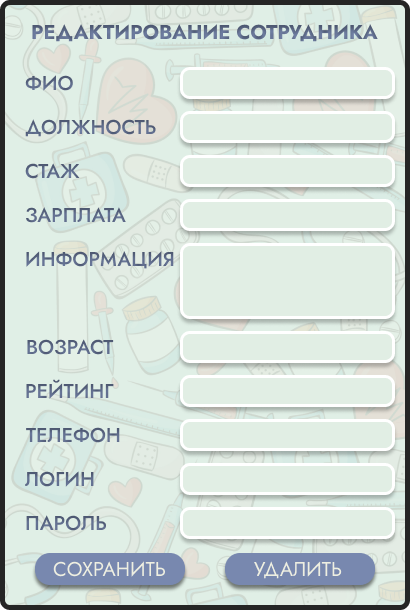 РЕДАКТИРОВАНИЕ СОТРУДНИКА
ФИО
ДОЛЖНОСТЬ
СТАЖ
ЗАРПЛАТА
ИНФОРМАЦИЯ
ВОЗРАСТ
РЕЙТИНГ
ТЕЛЕФОН
ЛОГИН
ПАРОЛЬ
СОХРАНИТЬ УДАЛИТЬ